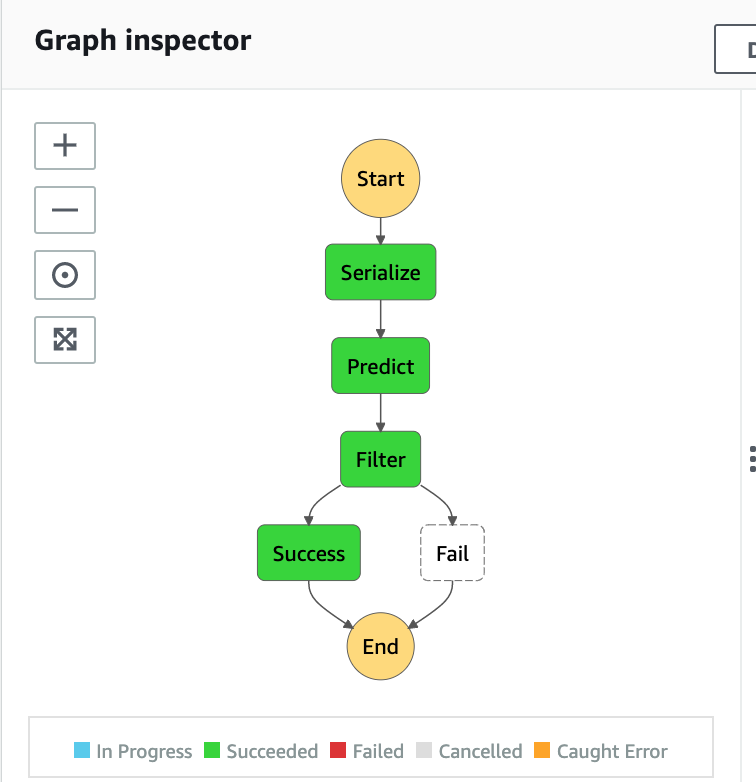 Graph inspector
Start
Serialize
Predict
Filter
Success
Fail
End
In Progress Succeeded Failed Cancelled Caught Error